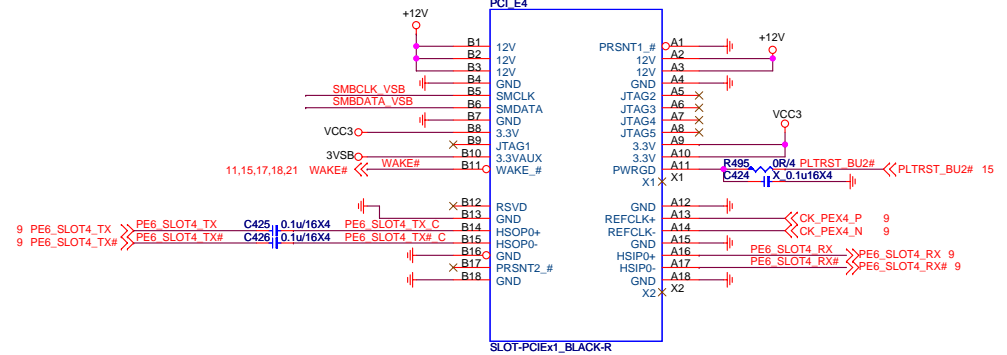 PCI_E4
+12V
B1 12V PRSNT1_# A1
+12V
B2 12V 12V A2
B3 12V 12V A3
B4 GND GND A4
SMBCLK_VSB B5 SMCLK JTAG2 A5
SMBDATA_VSB B6 SMDATA JTAG3 A6
B7 GND JTAG4 A7
VCC3
VCC3 B8 3.3V JTAG5 A8
B9 JTAG1 3.3V A9
3VSB B10 3.3VAUX 3.3V A10
11,15,17,18,21 WAKE# WAKE# B11 WAKE_# PWRGD A11 R495 0R/4 PLTRST_BU2# PLTRST_BU2# 15
X1 X1 C424 X_0.1u16X4
B12 RSVD GND A12
B13 GND REFCLK+ A13 CK_PEX4_P 9
9 PE6_SLOT4_TX PE6_SLOT4_TX C425 0.1u/16X4 PE6_SLOT4_TX_C B14 HSOP0+ REFCLK- A14 CK_PEX4_N 9
9 PE6_SLOT4_TX# PE6_SLOT4_TX# C426 0.1u/16X4 PE6_SLOT4_TX#_C B15 HSOP0- GND A15
B16 GND HSIP0+ A16 PE6_SLOT4_RX PE6_SLOT4_RX 9
B17 PRSNT2_# HSIP0- A17 PE6_SLOT4_RX# PE6_SLOT4_RX# 9
B18 GND GND A18
X2 X2
SLOT-PCIEx1_BLACK-R